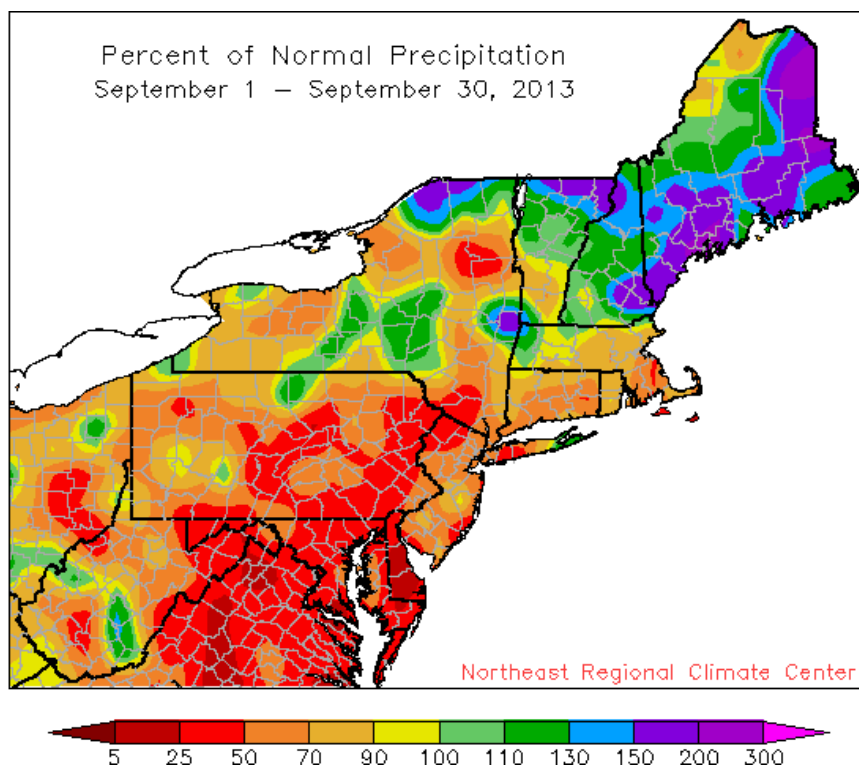 Percent of Normal Precipitation
September 1 – September 30, 2013
Northeast Regional Climate Center
5 25 50 70 90 100 110 130 150 200 300